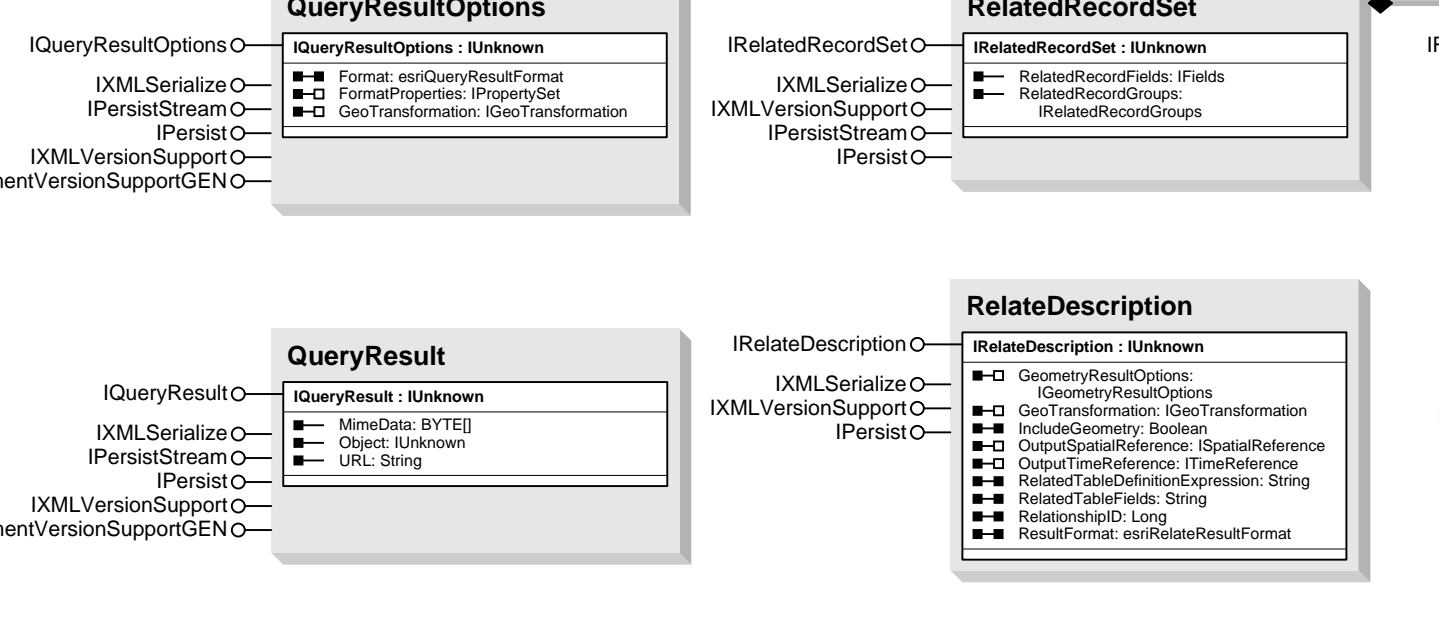 QueryResultOptions
IQueryResultOptions
IQueryResultOptions : IUnknown
Format: esriQueryResultFormat
FormatProperties: IPropertySet
GeoTransformation: IGeoTransformation
IXMLSerialize
IPersistStream
IPersist
IXMLVersionSupport
mentVersionSupportGEN
RelatedRecordSet
IRelatedRecordSet
IRelatedRecordSet : IUnknown
RelatedRecordFields: IFields
RelatedRecordGroups:
IRelatedRecordGroups
IXMLSerialize
IXMLVersionSupport
IPersistStream
IPersist
QueryResult
IQueryResult
IQueryResult : IUnknown
MimeData: BYTE[]
Object: IUnknown
URL: String
IXMLSerialize
IPersistStream
IPersist
IXMLVersionSupport
mentVersionSupportGEN
RelateDescription
IRelateDescription
IRelateDescription : IUnknown
GeometryResultOptions:
IGeometryResultOptions
GeoTransformation: IGeoTransformation
IncludeGeometry: Boolean
OutputSpatialReference: ISpatialReference
OutputTimeReference: ITimeReference
RelatedTableDefinitionExpression: String
RelatedTableFields: String
RelationshipID: Long
ResultFormat: esriRelateResultFormat
IXMLSerialize
IXMLVersionSupport
IPersist